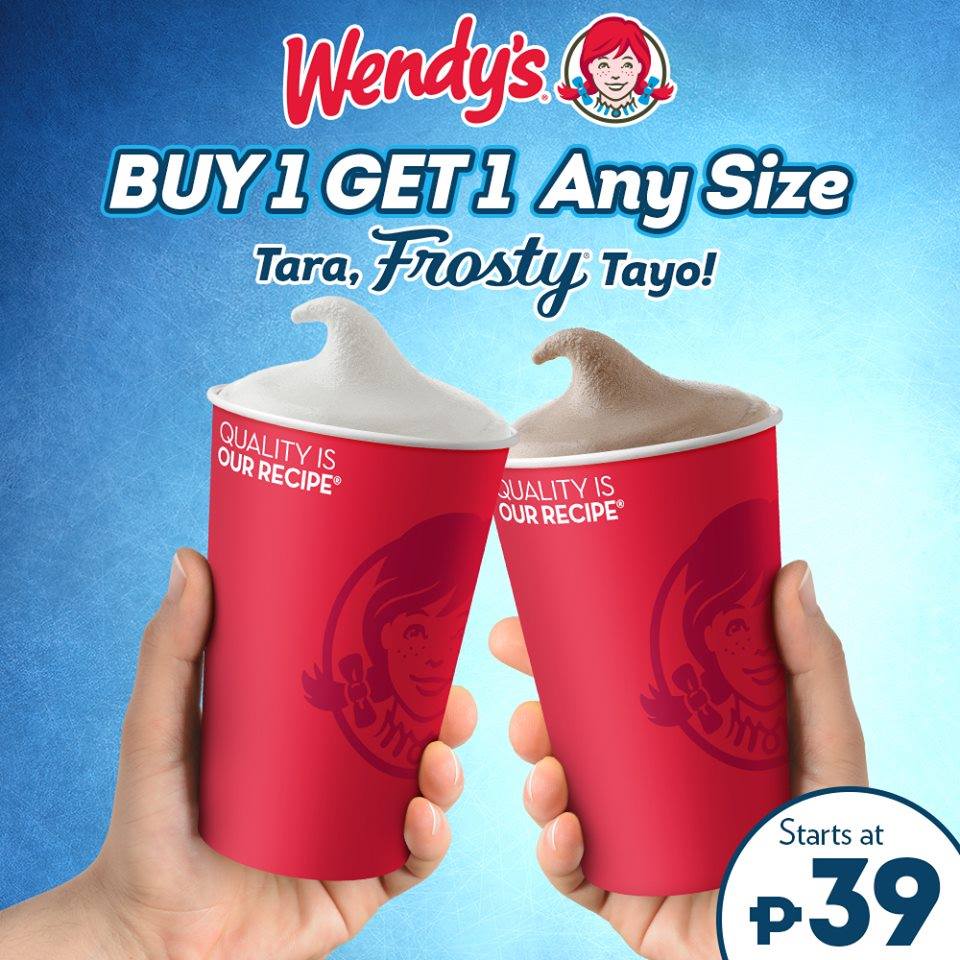 Wendy's
BUY 1 GET 1 Any Size
Tara, Frosty® Tayo!
QUALITY IS
OUR RECIPE®
QUALITY IS
OUR RECIPE®
Starts at
₱39